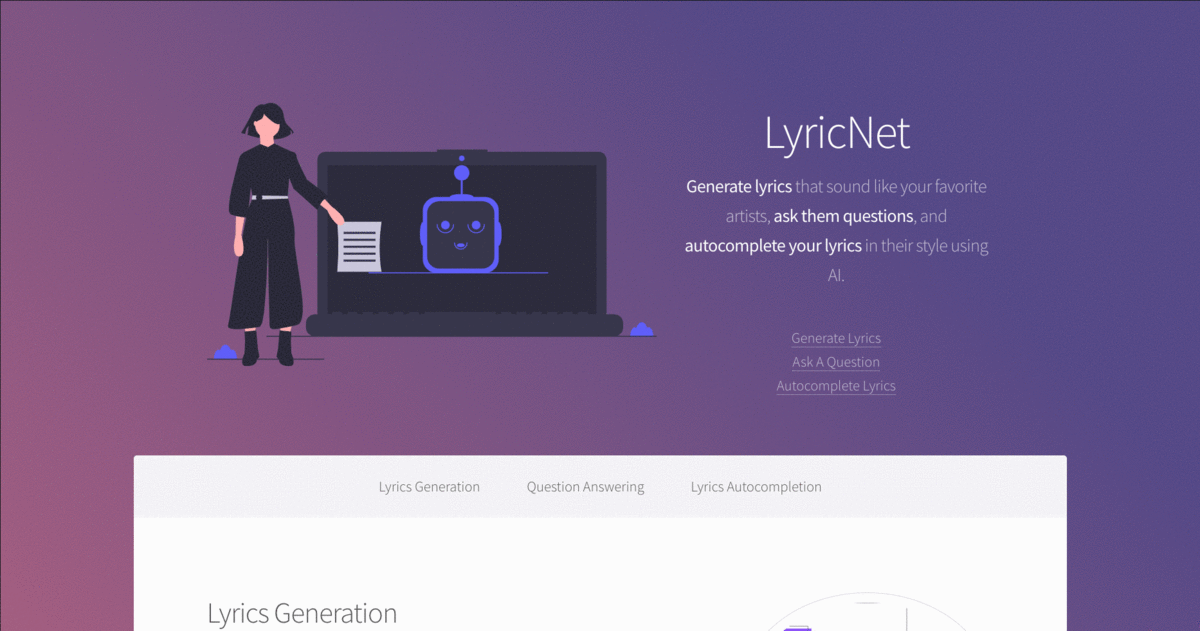 LyricNet
Generate lyrics that sound like your favorite
artists, ask them questions, and
autocomplete your lyrics in their style using
AI.
Generate Lyrics
Ask A Question
Autocomplete Lyrics
Lyrics Generation
Question Answering
Lyrics Autocompletion
Lyrics Generation